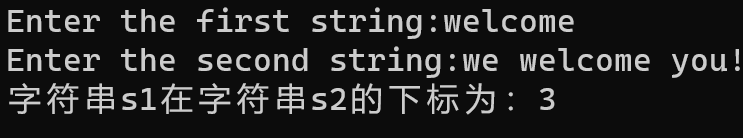 Enter the first string:welcome
Enter the second string:we welcome you!
字符串s1在字符串s2的下标为：3